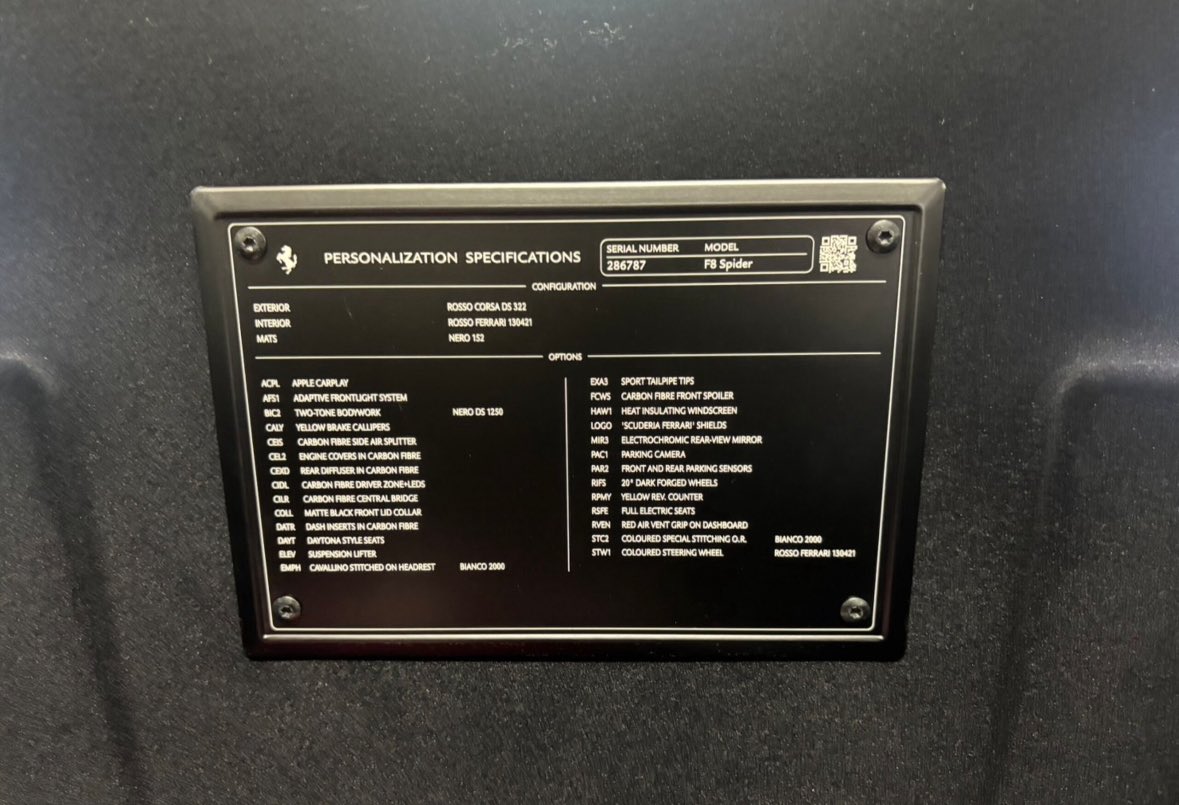 PERSONALIZATION SPECIFICATIONS
SERIAL NUMBER MODEL
286787 F8 Spider
CONFIGURATION
EXTERIOR ROSSO CORSA DS 322
INTERIOR ROSSO FERRARI 130421
MATS NERO 152
OPTIONS
ACPL APPLE CARPLAY
AFS1 ADAPTIVE FRONTLIGHT SYSTEM
BIC2 TWO-TONE BODYWORK NERO DS 1250
CALY YELLOW BRAKE CALLIPERS
CEIS CARBON FIBRE SIDE AIR SPLITTER
CEL2 ENGINE COVERS IN CARBON FIBRE
CEXD REAR DIFFUSER IN CARBON FIBRE
CIDL CARBON FIBRE DRIVER ZONE+LEDS
CILR CARBON FIBRE CENTRAL BRIDGE
COLL MATTE BLACK FRONT LID COLLAR
DATR DASH INSERTS IN CARBON FIBRE
DAYT DAYTONA STYLE SEATS
ELEV SUSPENSION LIFTER
EMPH CAVALLINO STITCHED ON HEADREST BIANCO 2000
EXA3 SPORT TAILPIPE TIPS
FCWS CARBON FIBRE FRONT SPOILER
HAW1 HEAT INSULATING WINDSCREEN
LOGO 'SCUDERIA FERRARI' SHIELDS
MIR3 ELECTROCHROMIC REAR-VIEW MIRROR
PAC1 PARKING CAMERA
PAR2 FRONT AND REAR PARKING SENSORS
RIFS 20" DARK FORGED WHEELS
RPMY YELLOW REV. COUNTER
RSFE FULL ELECTRIC SEATS
RVEN RED AIR VENT GRIP ON DASHBOARD
STC2 COLOURED SPECIAL STITCHING O.R. BIANCO 2000
STW1 COLOURED STEERING WHEEL ROSSO FERRARI 130421